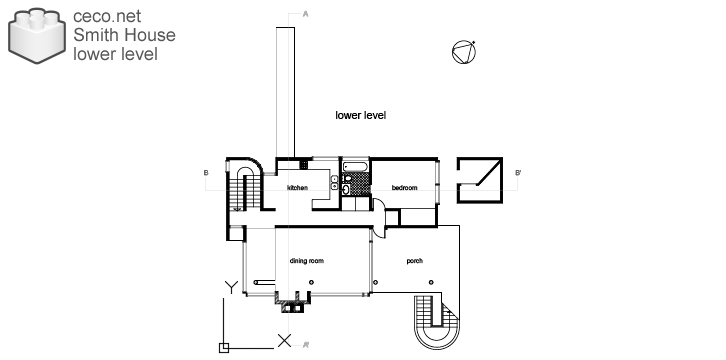 ceco.net
Smith House
lower level
A
lower level
B
B'
kitchen
bedroom
dining room
porch
Y
X
A'